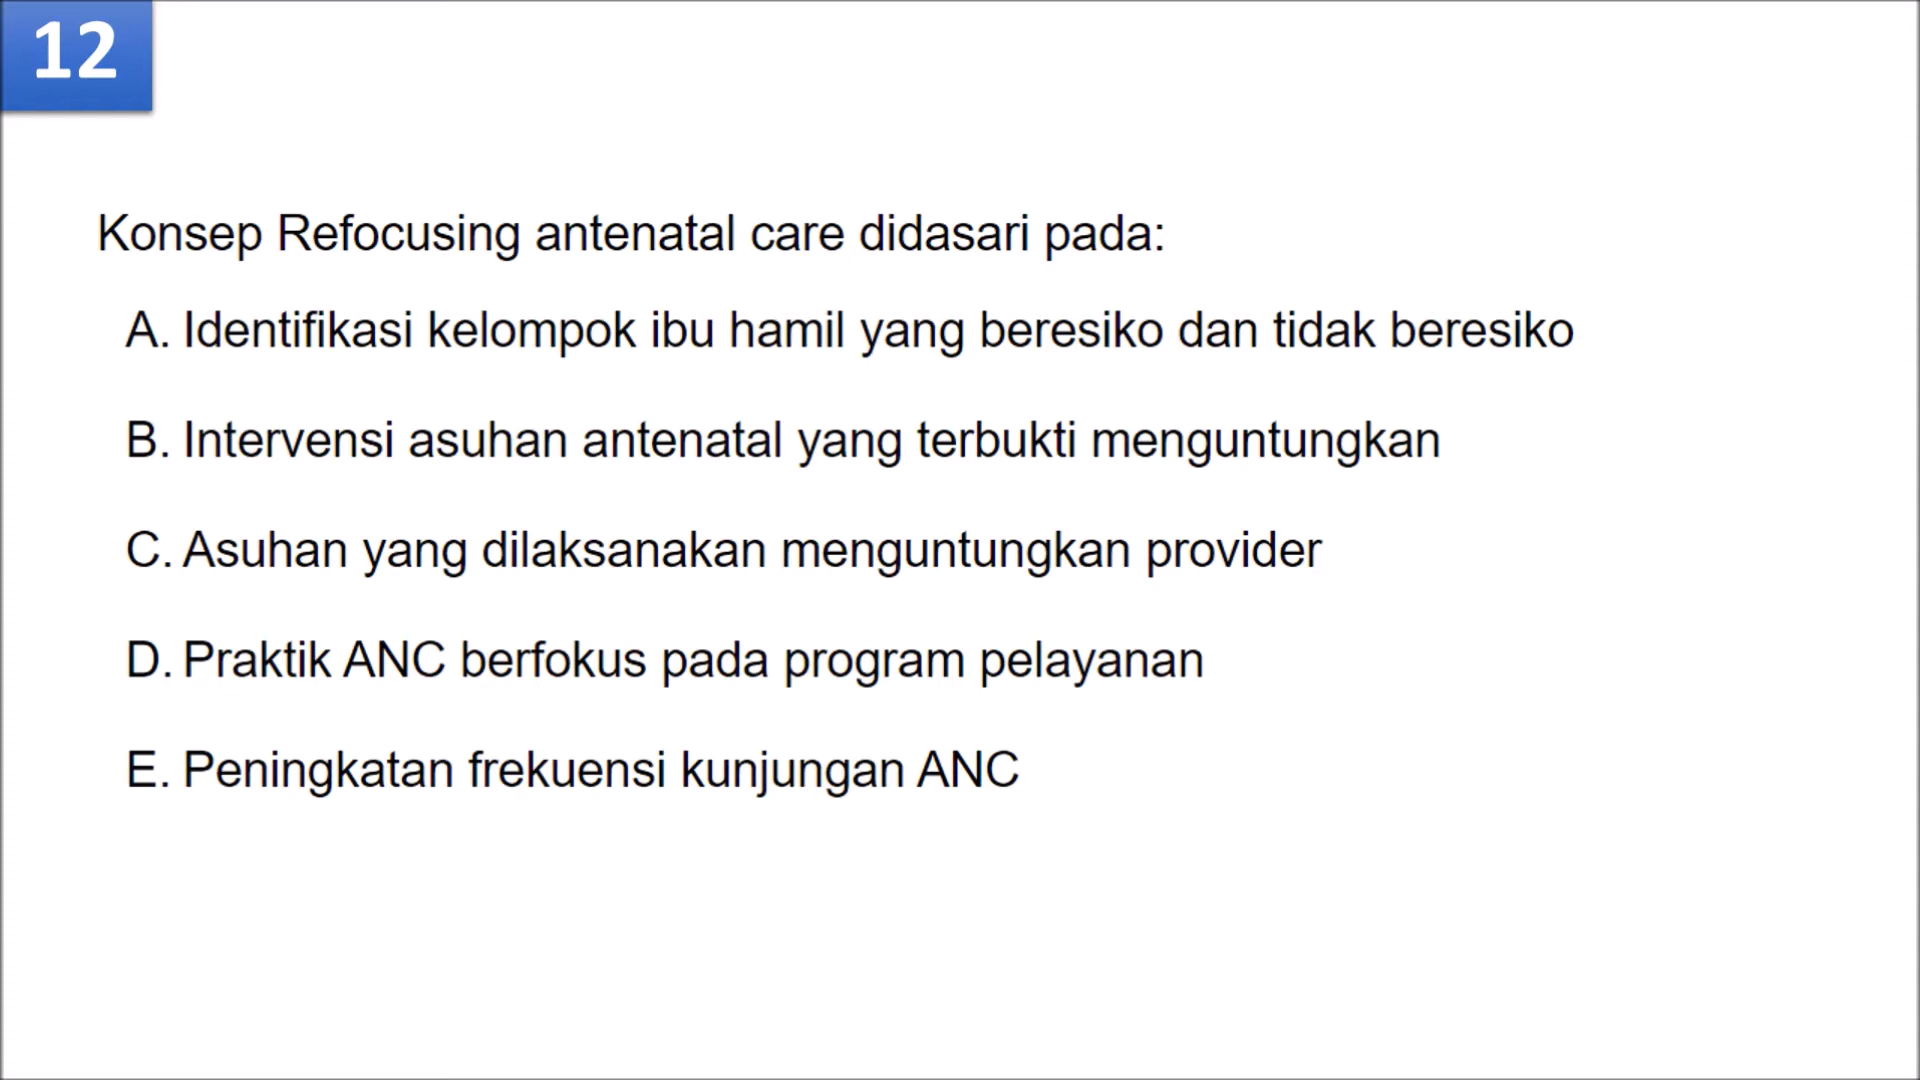 12
Konsep Refocusing antenatal care didasari pada:
A. Identifikasi kelompok ibu hamil yang beresiko dan tidak beresiko
B. Intervensi asuhan antenatal yang terbukti menguntungkan
C. Asuhan yang dilaksanakan menguntungkan provider
D. Praktik ANC berfokus pada program pelayanan
E. Peningkatan frekuensi kunjungan ANC